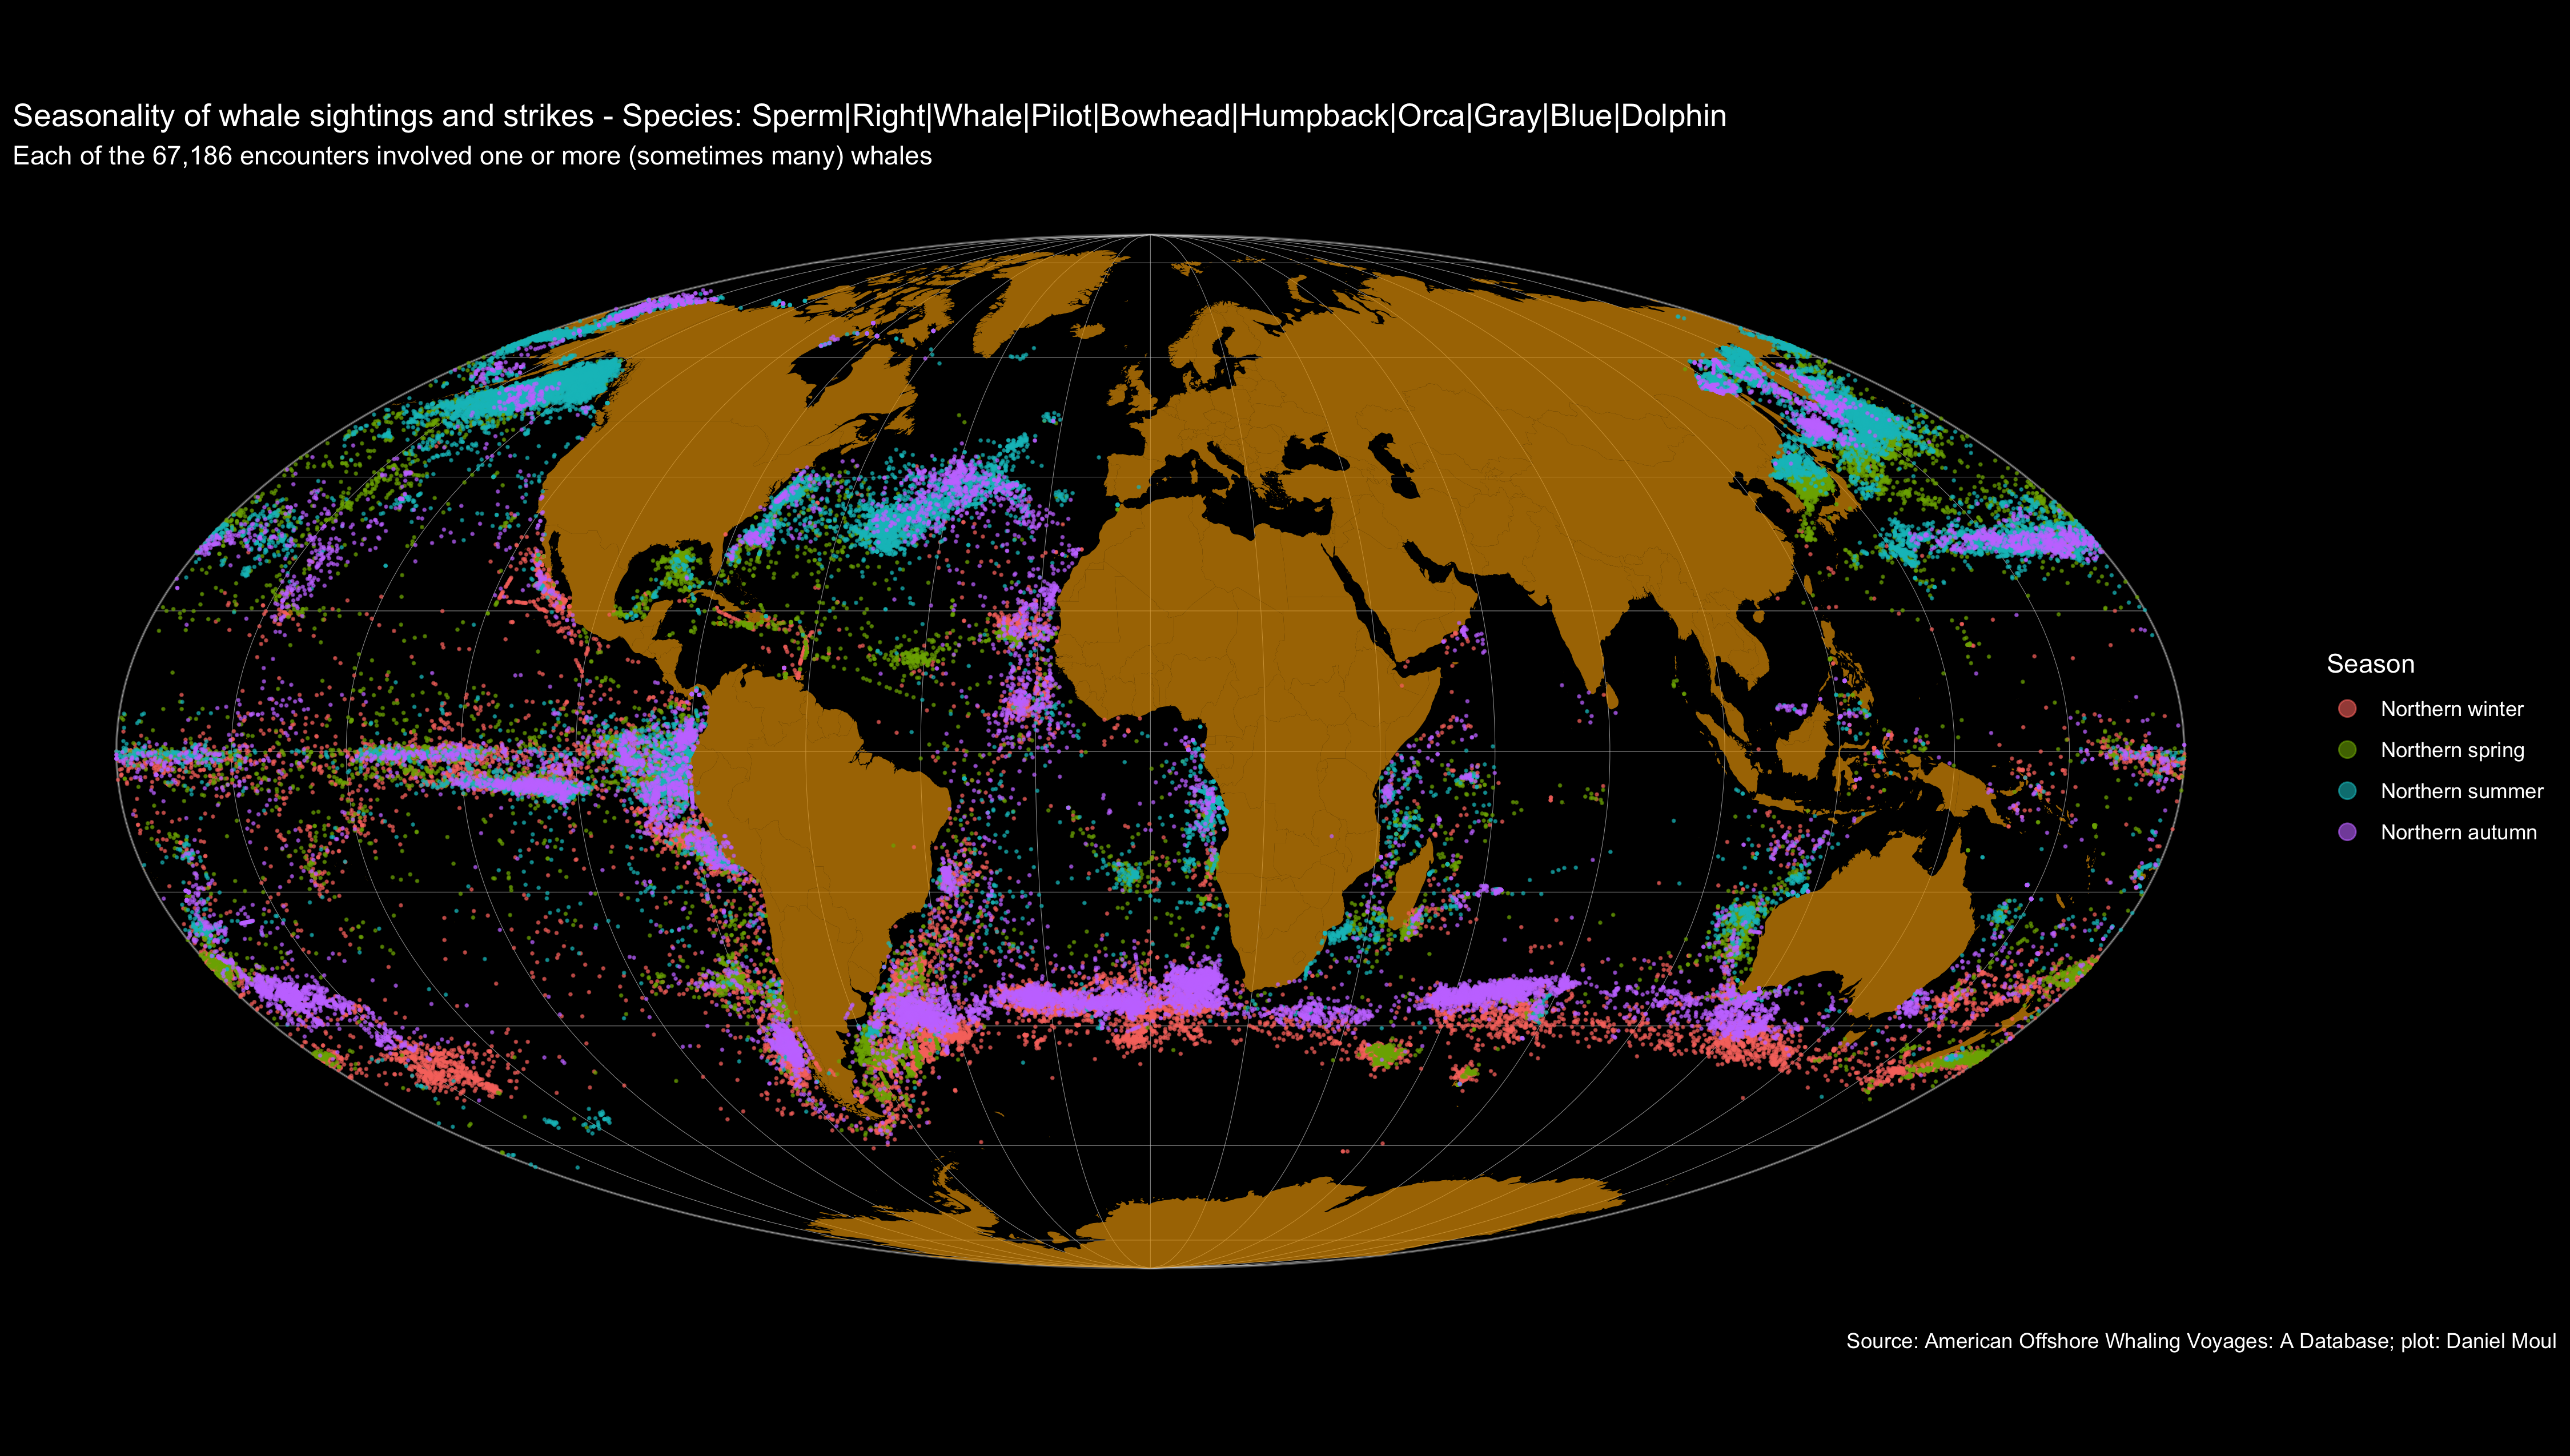 Seasonality of whale sightings and strikes - Species: Sperm|Right|Whale|Pilot|Bowhead|Humpback|Orca|Gray|Blue|Dolphin
Each of the 67,186 encounters involved one or more (sometimes many) whales
Season
Northern winter
Northern spring
Northern summer
Northern autumn
Source: American Offshore Whaling Voyages: A Database; plot: Daniel Moul